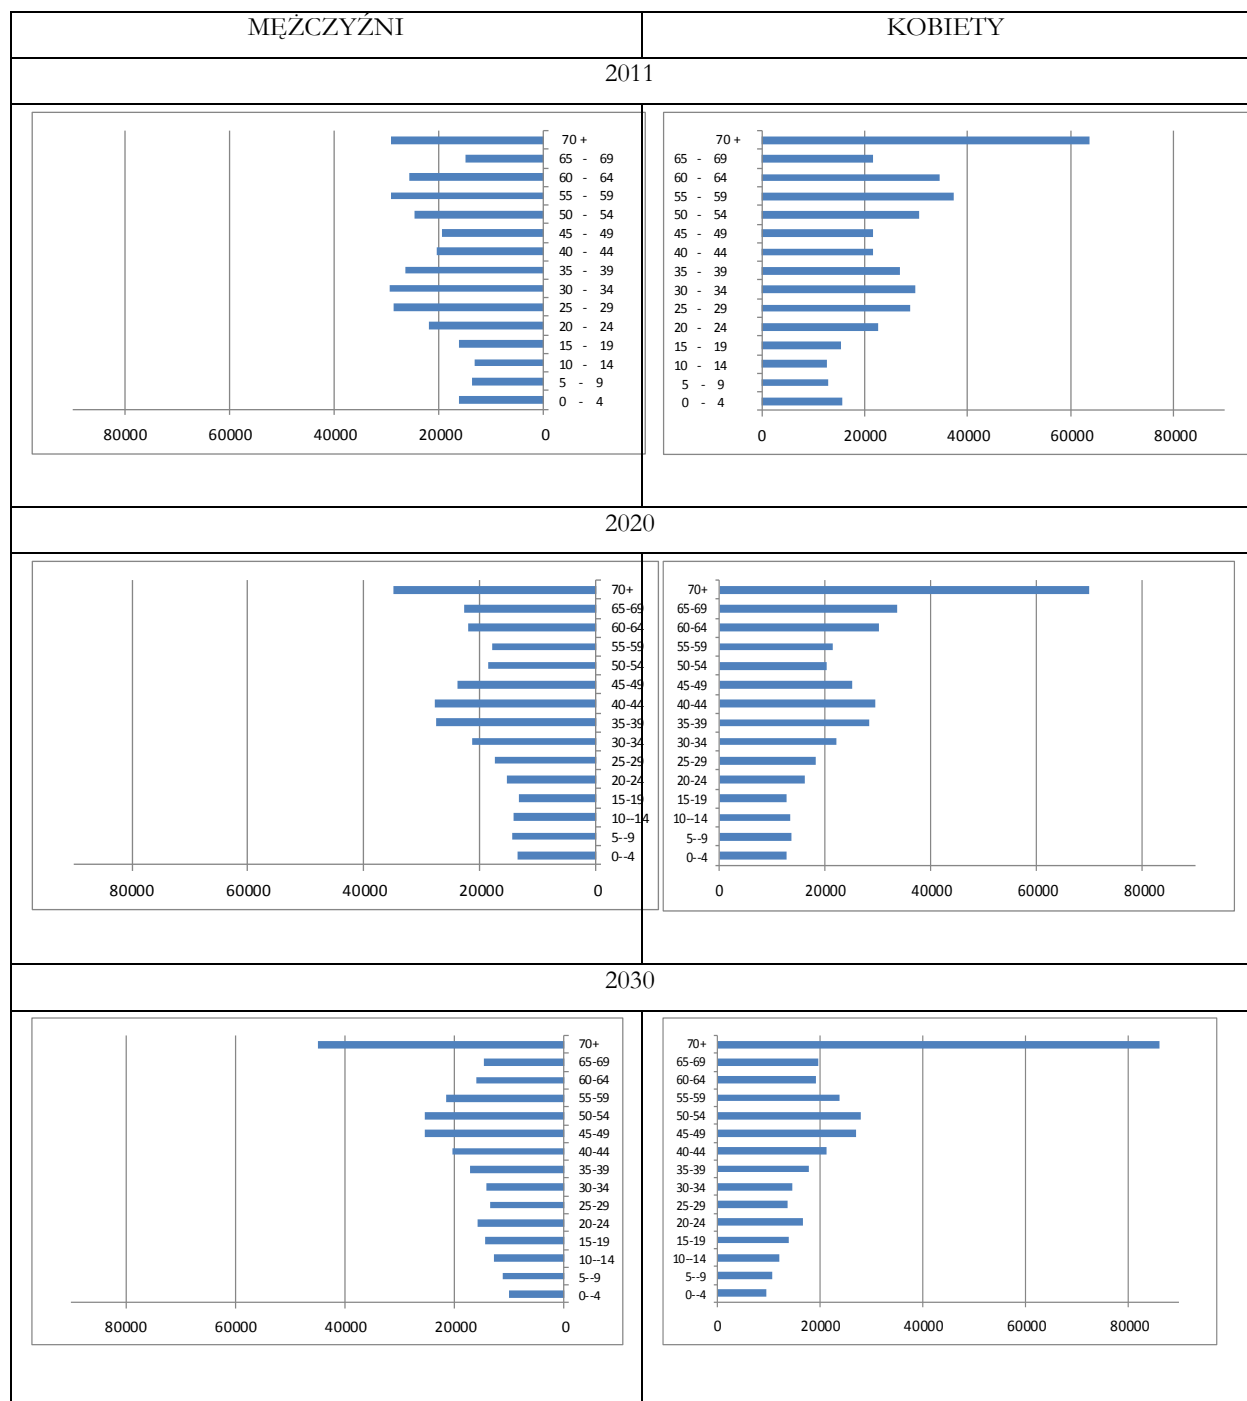 MĘŻCZYŹNI KOBIETY
2011
70 +
65 - 69
60 - 64
55 - 59
50 - 54
45 - 49
40 - 44
35 - 39
30 - 34
25 - 29
20 - 24
15 - 19
10 - 14
5 - 9
0 - 4
80000 60000 40000 20000 0
70 +
65 - 69
60 - 64
55 - 59
50 - 54
45 - 49
40 - 44
35 - 39
30 - 34
25 - 29
20 - 24
15 - 19
10 - 14
5 - 9
0 - 4
0 20000 40000 60000 80000
2020
70+
65-69
60-64
55-59
50-54
45-49
40-44
35-39
30-34
25-29
20-24
15-19
10--14
5--9
0--4
80000 60000 40000 20000 0
70+
65-69
60-64
55-59
50-54
45-49
40-44
35-39
30-34
25-29
20-24
15-19
10--14
5--9
0--4
0 20000 40000 60000 80000
2030
70+
65-69
60-64
55-59
50-54
45-49
40-44
35-39
30-34
25-29
20-24
15-19
10--14
5--9
0--4
80000 60000 40000 20000 0
70+
65-69
60-64
55-59
50-54
45-49
40-44
35-39
30-34
25-29
20-24
15-19
10--14
5--9
0--4
0 20000 40000 60000 80000